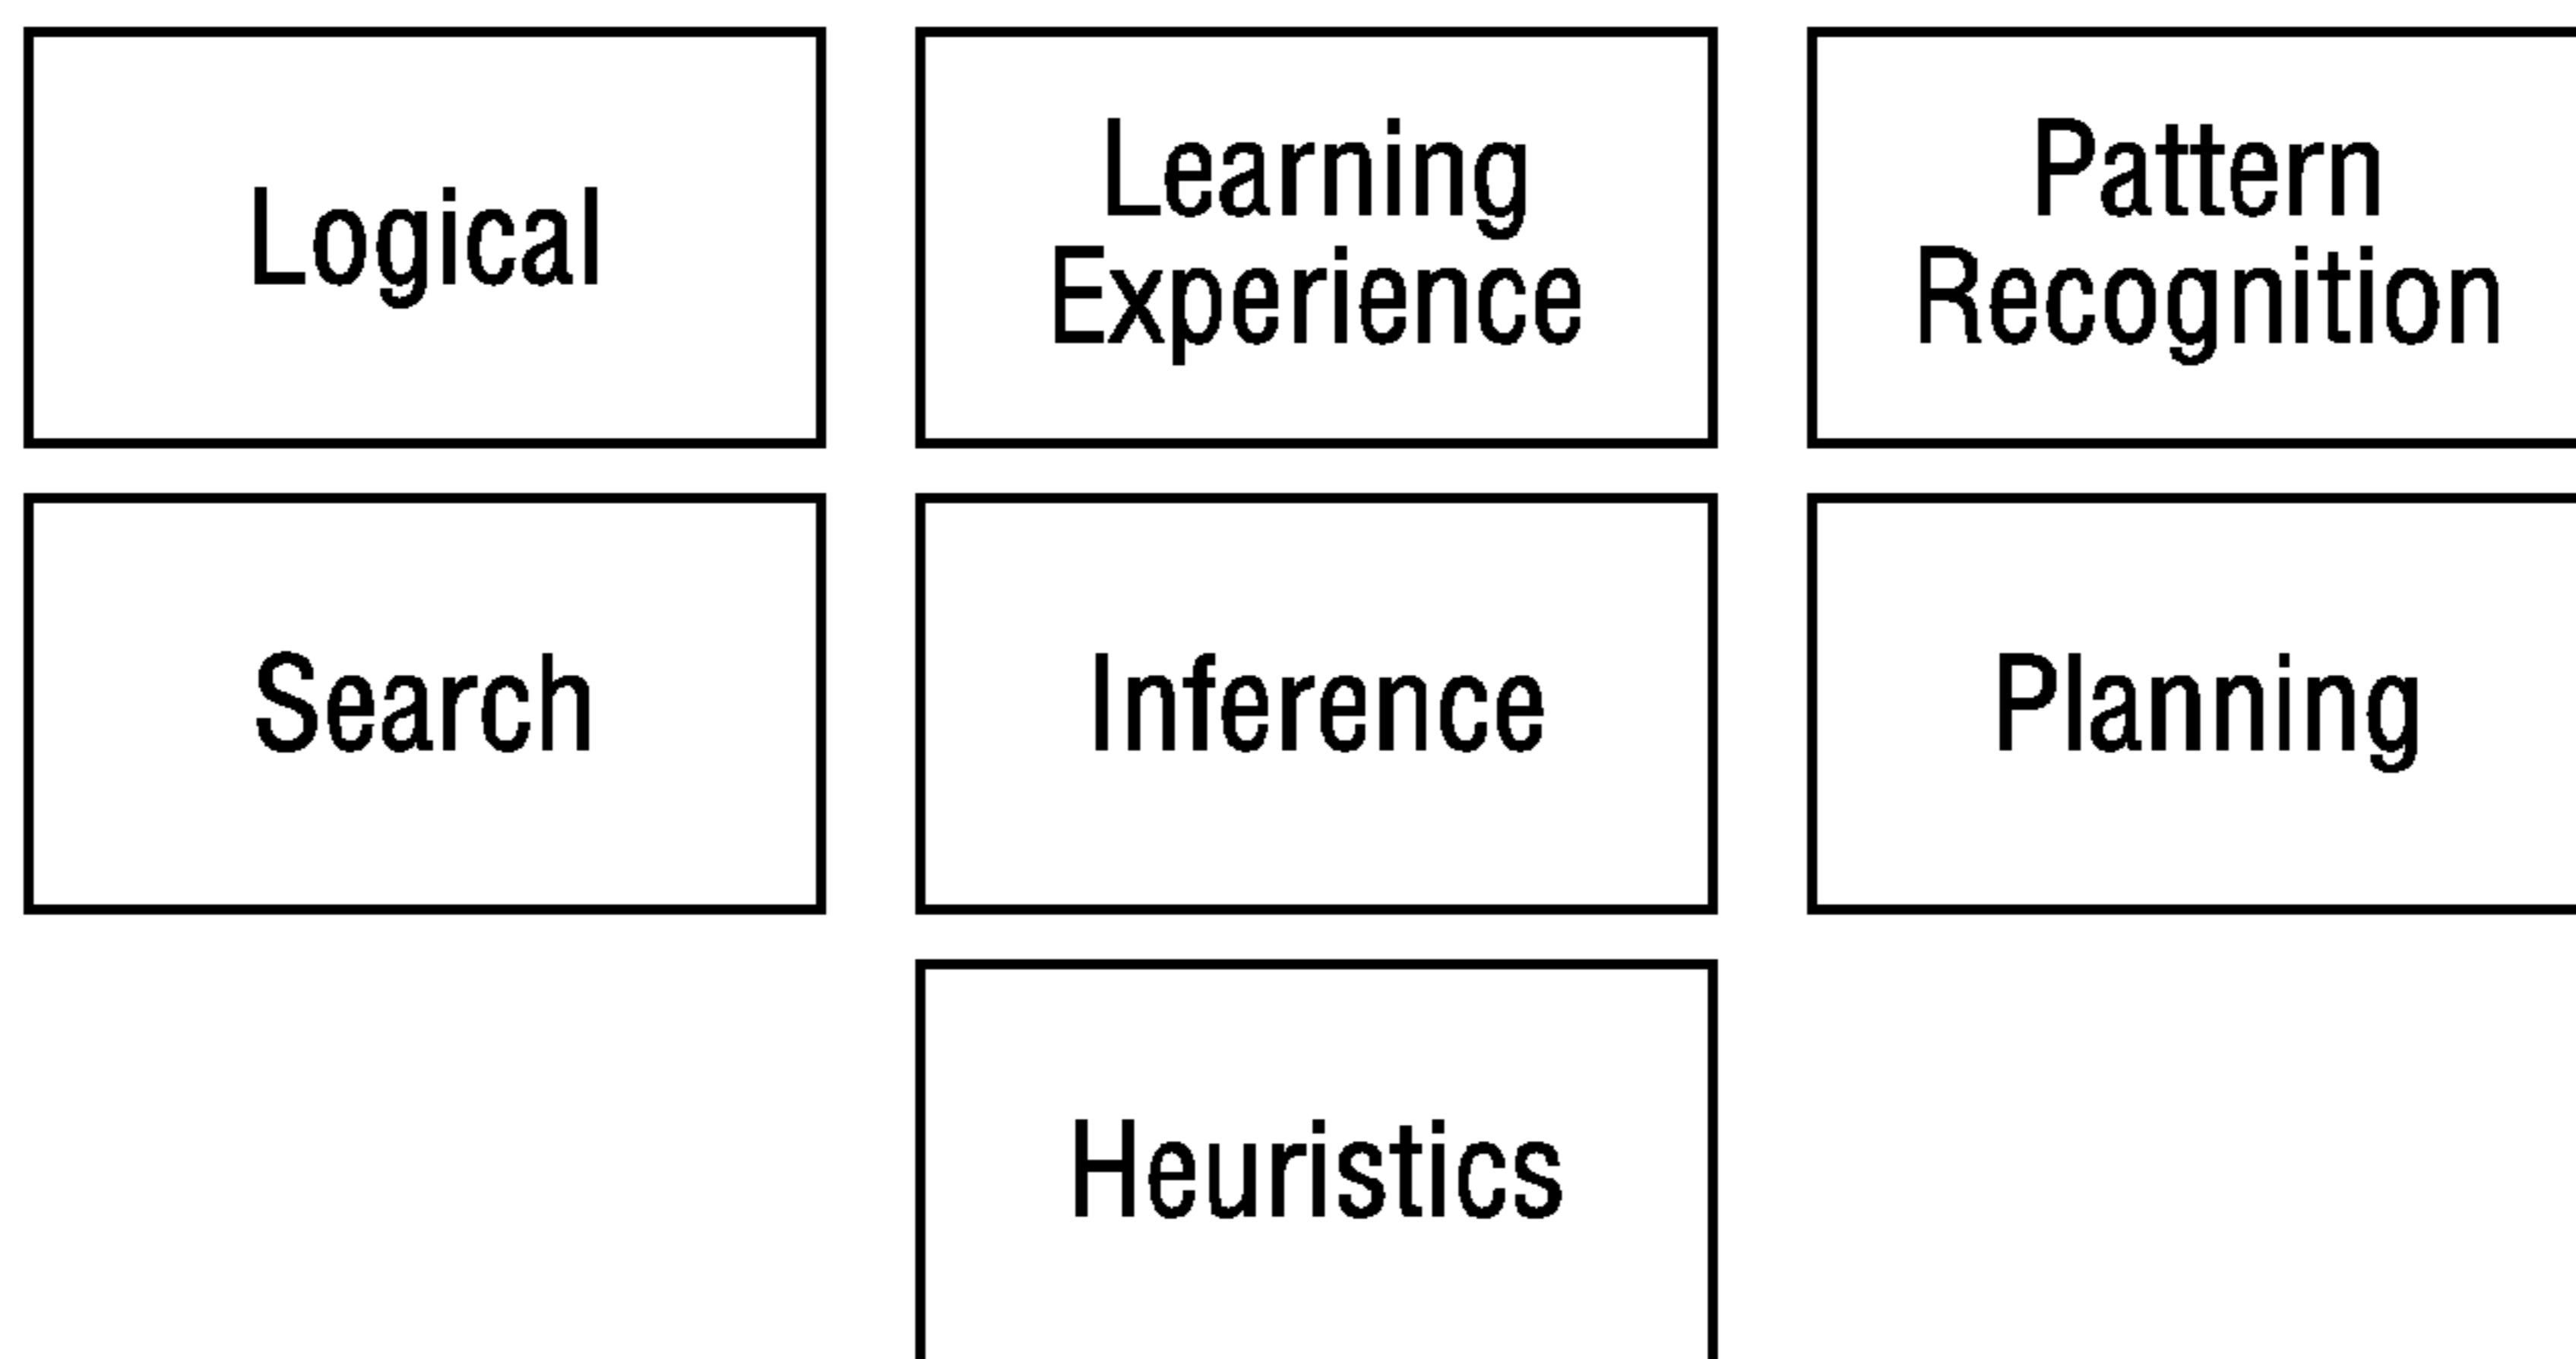 Logical
Learning
Experience
Pattern
Recognition
Search
Inference
Planning
Heuristics